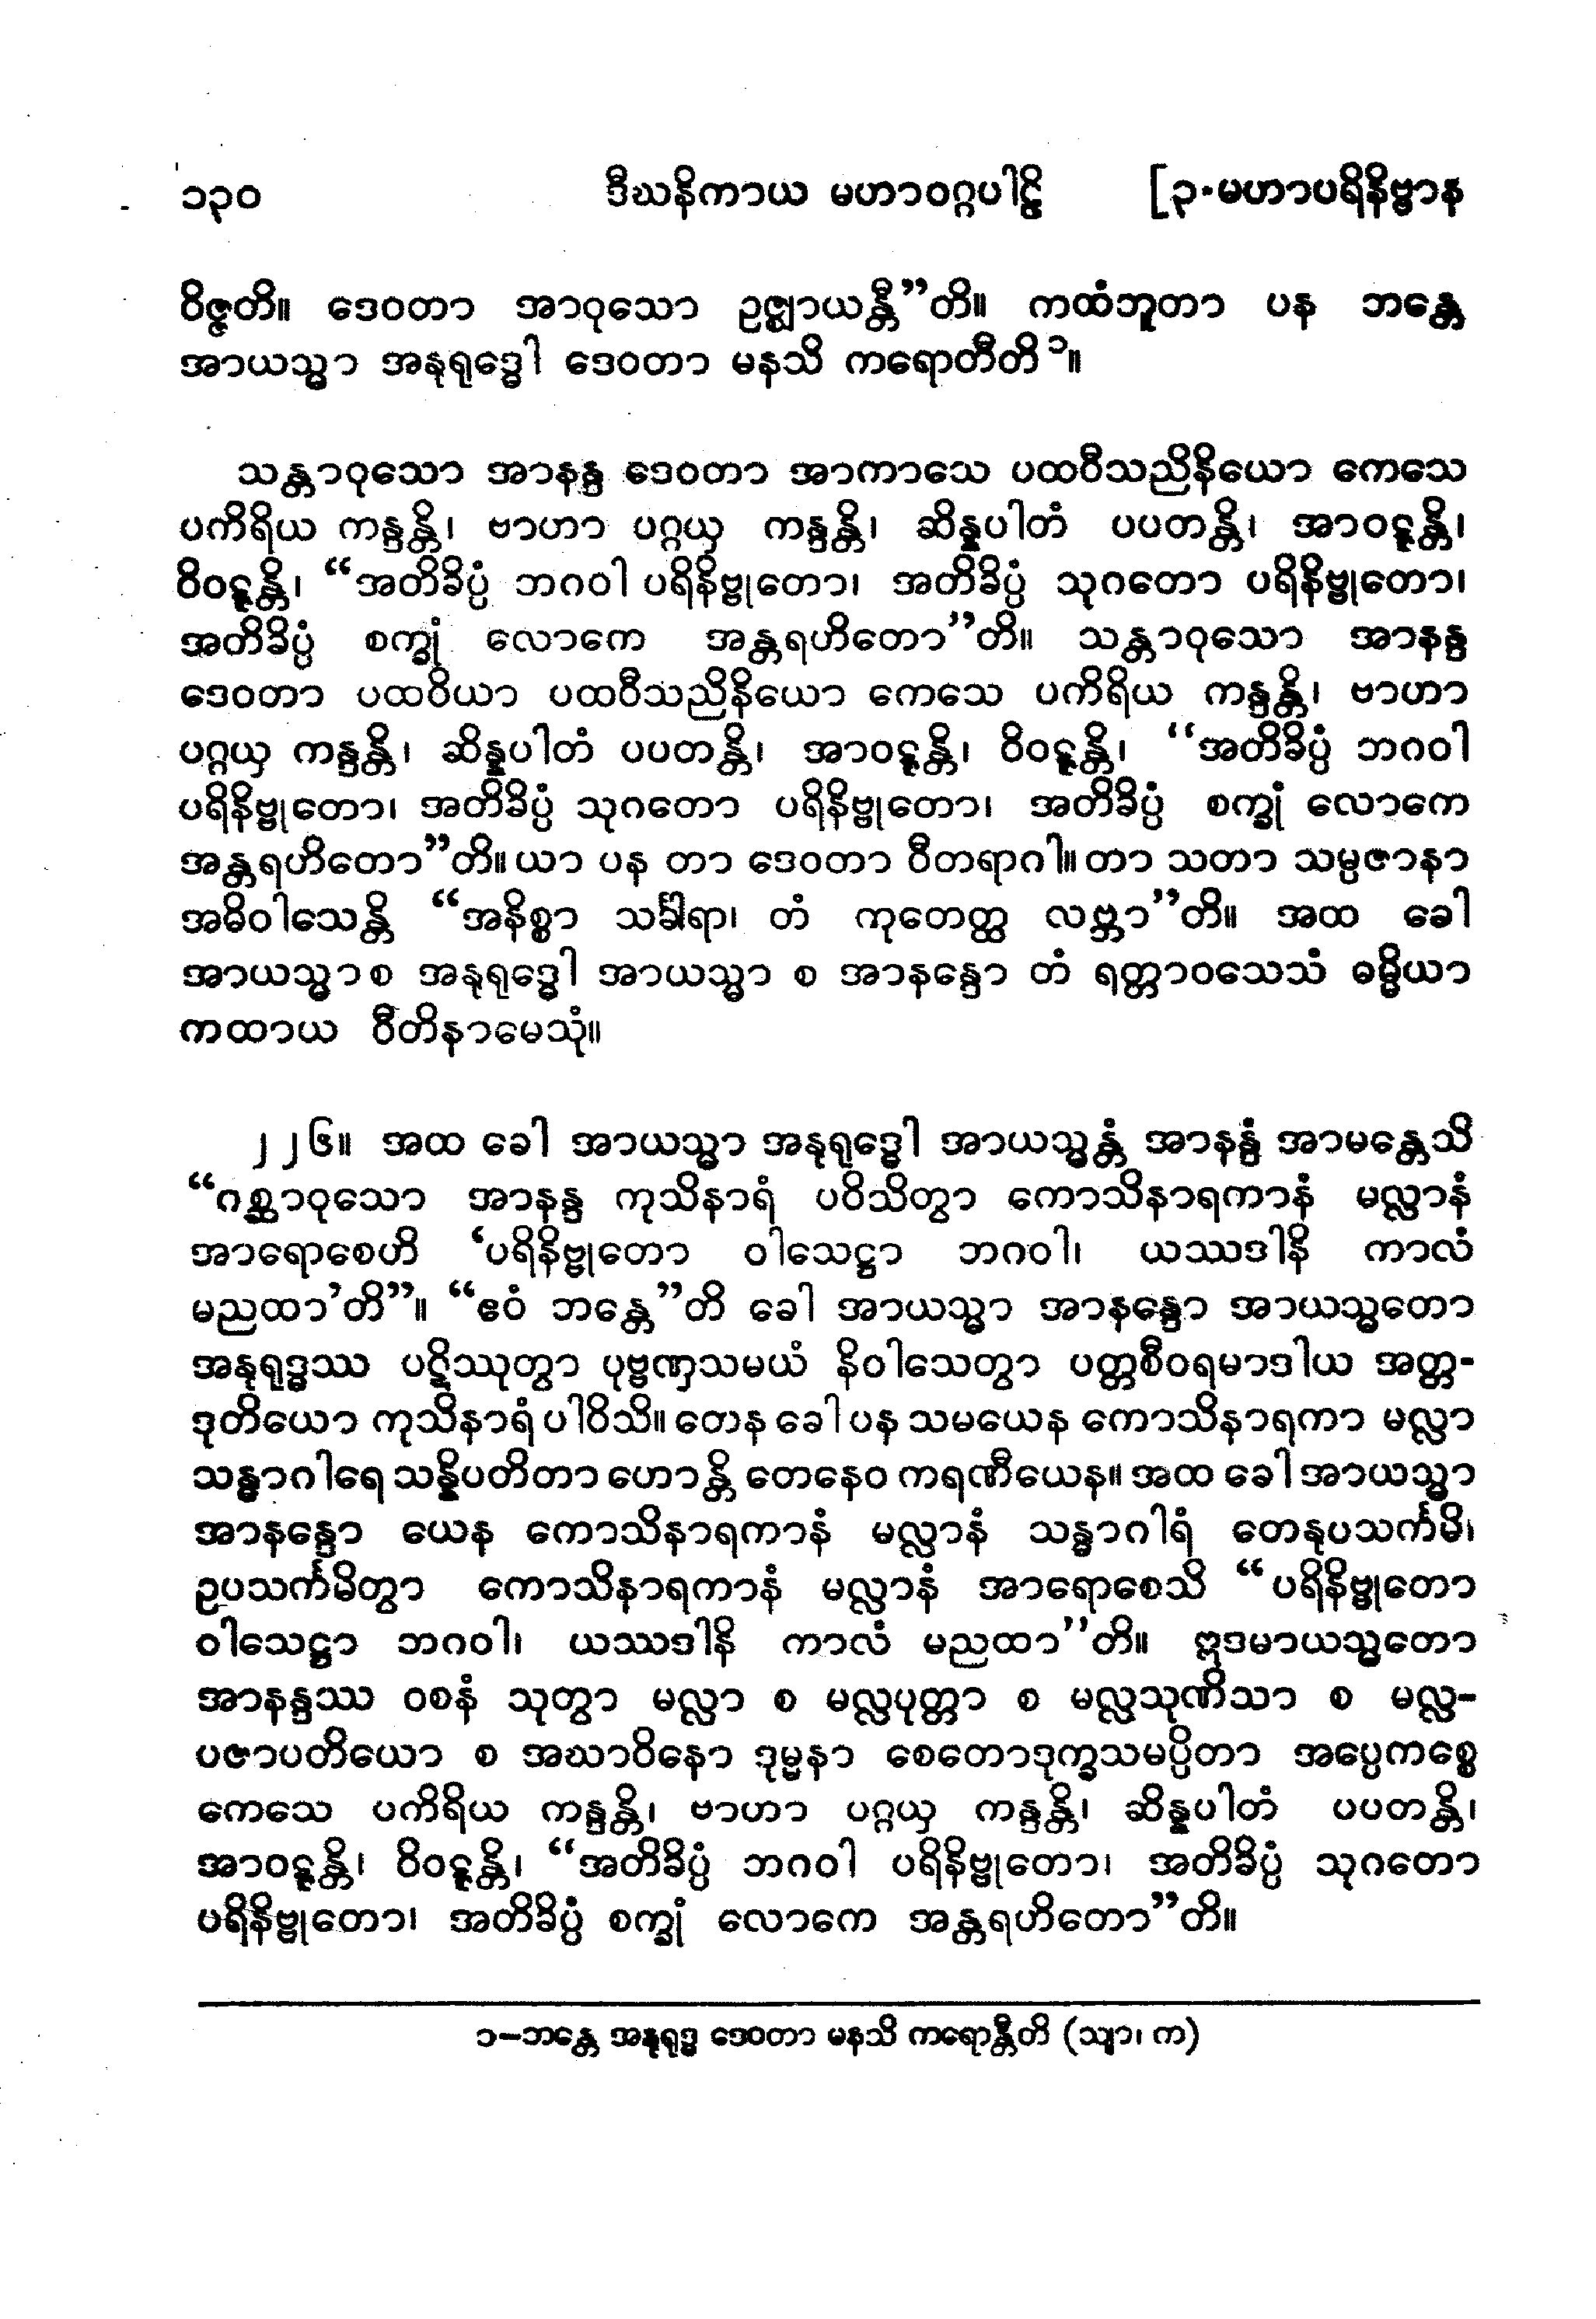 ၁၃၀ ဒီဃနိကာယ မဟာဝဂ္ဂပါဠိ [၃-မဟာပရိနိဗ္ဗာန
ဝိဇ္ဇတိ။ ဒေဝတာ အာဝုသော ဥဇ္ဈာယန္တီ”တိ။ ကထံဘူတာ ပန ဘန္တေ
အာယသ္မာ အနုရုဒ္ဓေါ ဒေဝတာ မနသိ ကရောတီတိ ၁။
သန္တာဝုသော အာနန္ဒ ဒေဝတာ အာကာသေ ပထဝီသညိနိယော ကေသေ
ပကိရိယ ကန္ဒန္တိ၊ ဗာဟာ ပဂ္ဂယှ ကန္ဒန္တိ၊ ဆိန္နပါတံ ပပတန္တိ၊ အာဝဋ္ဋန္တိ၊
ဝိဝဋ္ဋန္တိ၊ “အတိခိပ္ပံ ဘဂဝါ ပရိနိဗ္ဗုတော၊ အတိခိပ္ပံ သုဂတော ပရိနိဗ္ဗုတော၊
အတိခိပ္ပံ စက္ခုံ လောကေ အန္တရဟိတော”တိ။ သန္တာဝုသော အာနန္ဒ
ဒေဝတာ ပထဝိယာ ပထဝီသညိနိယော ကေသေ ပကိရိယ ကန္ဒန္တိ၊ ဗာဟာ
ပဂ္ဂယှ ကန္ဒန္တိ၊ ဆိန္နပါတံ ပပတန္တိ၊ အာဝဋ္ဋန္တိ၊ ဝိဝဋ္ဋန္တိ၊ “အတိခိပ္ပံ ဘဂဝါ
ပရိနိဗ္ဗုတော၊ အတိခိပ္ပံ သုဂတော ပရိနိဗ္ဗုတော၊ အတိခိပ္ပံ စက္ခုံ လောကေ
အန္တရဟိတော”တိ။ ယာ ပန တာ ဒေဝတာ ဝီတရာဂါ။ တာ သတာ သမ္ပဇာနာ
အဓိဝါသေန္တိ “အနိစ္စာ သင်္ခါရာ၊ တံ ကုတေတ္ထ လဗ္ဘာ”တိ။ အထ ခေါ
အာယသ္မာ စ အနုရုဒ္ဓေါ အာယသ္မာ စ အာနန္ဒော တံ ရတ္တာဝသေသံ ဓမ္မိယာ
ကထာယ ဝီတိနာမေသုံ။
၂၂၆။ အထ ခေါ အာယသ္မာ အနုရုဒ္ဓေါ အာယသ္မန္တံ အာနန္ဒံ အာမန္တေသိ
“ဂစ္ဆာဝုသော အာနန္ဒ ကုသိနာရံ ပဝိသိတွာ ကောသိနာရကာနံ မလ္လာနံ
အာရောစေဟိ ‘ပရိနိဗ္ဗုတော ဝါသေဋ္ဌာ ဘဂဝါ၊ ယဿဒါနိ ကာလံ
မညထာ’တိ”။ “ဧဝံ ဘန္တေ”တိ ခေါ အာယသ္မာ အာနန္ဒော အာယသ္မတော
အနုရုဒ္ဓဿ ပဋိဿုတွာ ပုဗ္ဗဏှသမယံ နိဝါသေတွာ ပတ္တစီဝရမာဒါယ အတ္တ-
ဒုတိယော ကုသိနာရံ ပါဝိသိ။ တေန ခေါ ပန သမယေန ကောသိနာရကာ မလ္လာ
သန္ဓာဂါရေ သန္နိပတိတာ ဟောန္တိ တေနေဝ ကရဏီယေန။ အထ ခေါ အာယသ္မာ
အာနန္ဒော ယေန ကောသိနာရကာနံ မလ္လာနံ သန္ဓာဂါရံ တေနုပသင်္ကမိ၊
ဥပသင်္ကမိတွာ ကောသိနာရကာနံ မလ္လာနံ အာရောစေသိ “ပရိနိဗ္ဗုတော
ဝါသေဋ္ဌာ ဘဂဝါ၊ ယဿဒါနိ ကာလံ မညထာ”တိ။ ဣဒမာယသ္မတော
အာနန္ဒဿ ဝစနံ သုတွာ မလ္လာ စ မလ္လပုတ္တာ စ မလ္လသုဏိသာ စ မလ္လ-
ပဇာပတိယော စ အဃာဝိနော ဒုမ္မနာ စေတောဒုက္ခသမပ္ပိတာ အပ္ပေကစ္စေ
ကေသေ ပကိရိယ ကန္ဒန္တိ၊ ဗာဟာ ပဂ္ဂယှ ကန္ဒန္တိ၊ ဆိန္နပါတံ ပပတန္တိ၊
အာဝဋ္ဋန္တိ၊ ဝိဝဋ္ဋန္တိ၊ “အတိခိပ္ပံ ဘဂဝါ ပရိနိဗ္ဗုတော၊ အတိခိပ္ပံ သုဂတော
ပရိနိဗ္ဗုတော၊ အတိခိပ္ပံ စက္ခုံ လောကေ အန္တရဟိတော”တိ။
၁-ဘန္တေ အနုရုဒ္ဓ ဒေဝတာ မနသိ ကရောန္တီတိ (သျာ၊ က)